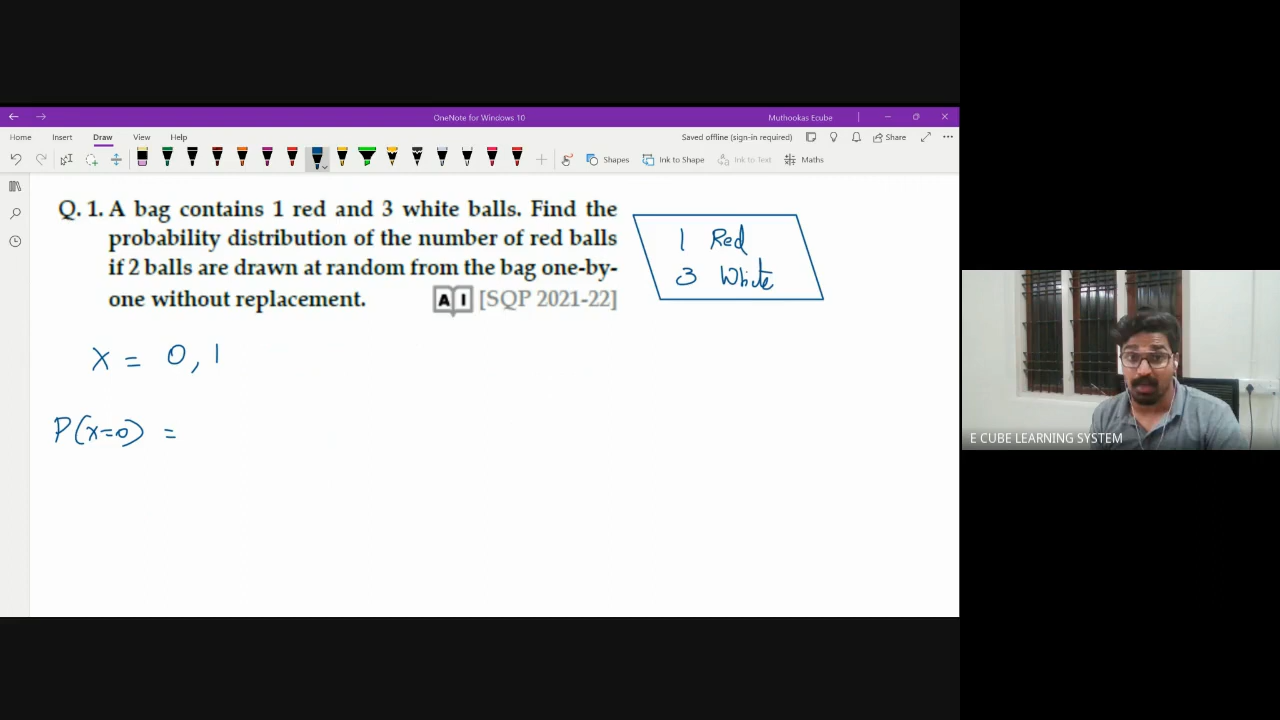 OneNote for Windows 10
Muthookas Ecube
Home Insert Draw View Help
Saved offline (sign-in required)
Share
Shapes
Ink to Shape
Ink to Text
Maths
Q. 1. A bag contains 1 red and 3 white balls. Find the
probability distribution of the number of red balls
if 2 balls are drawn at random from the bag one-by-
one without replacement. AI [SQP 2021-22]
1 Red
3 White
X = 0, 1
P(X=0) =
E CUBE LEARNING SYSTEM